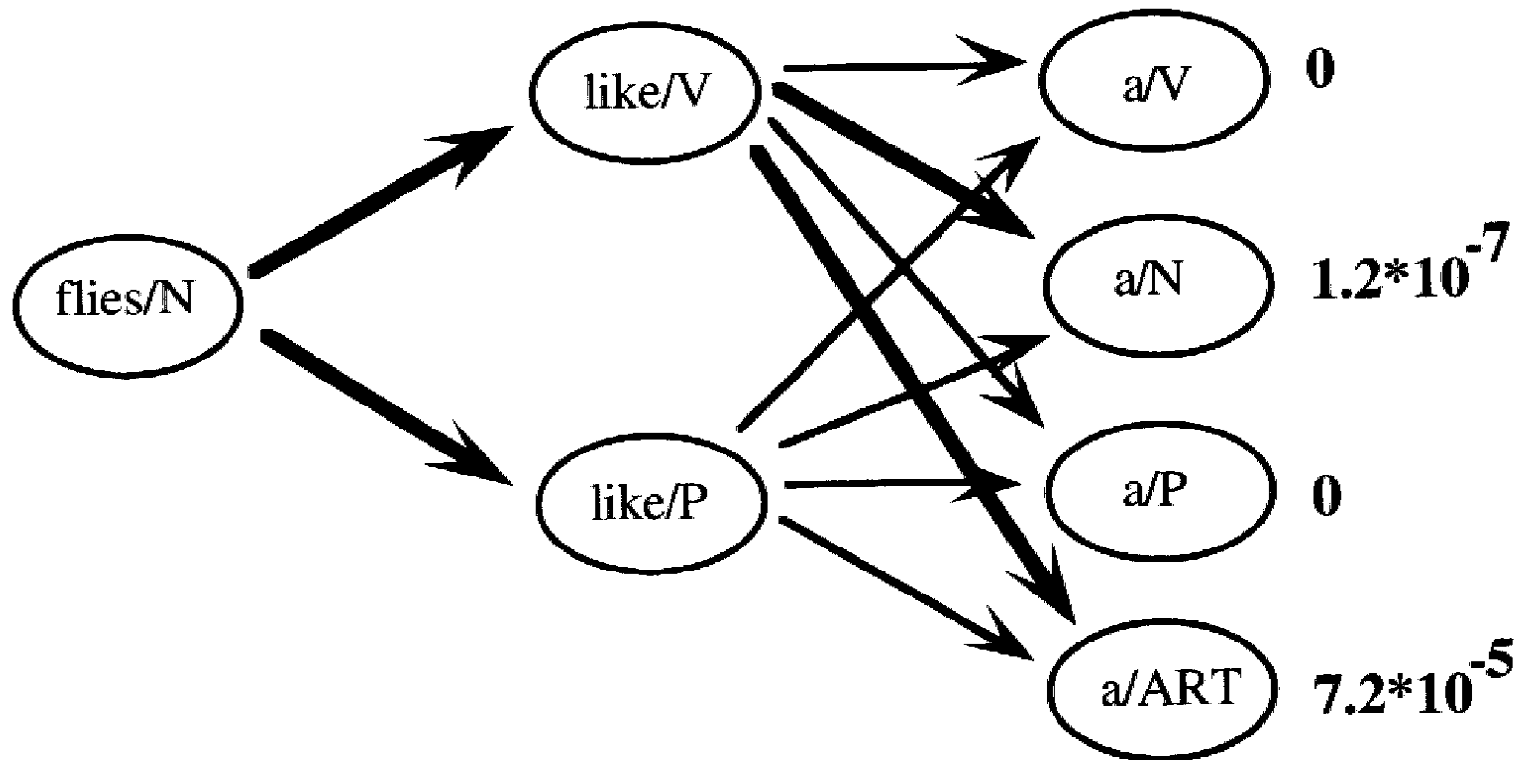 flies/N
like/V
like/P
a/V
0
a/N
1.2*10^-7
a/P
0
a/ART
7.2*10^-5